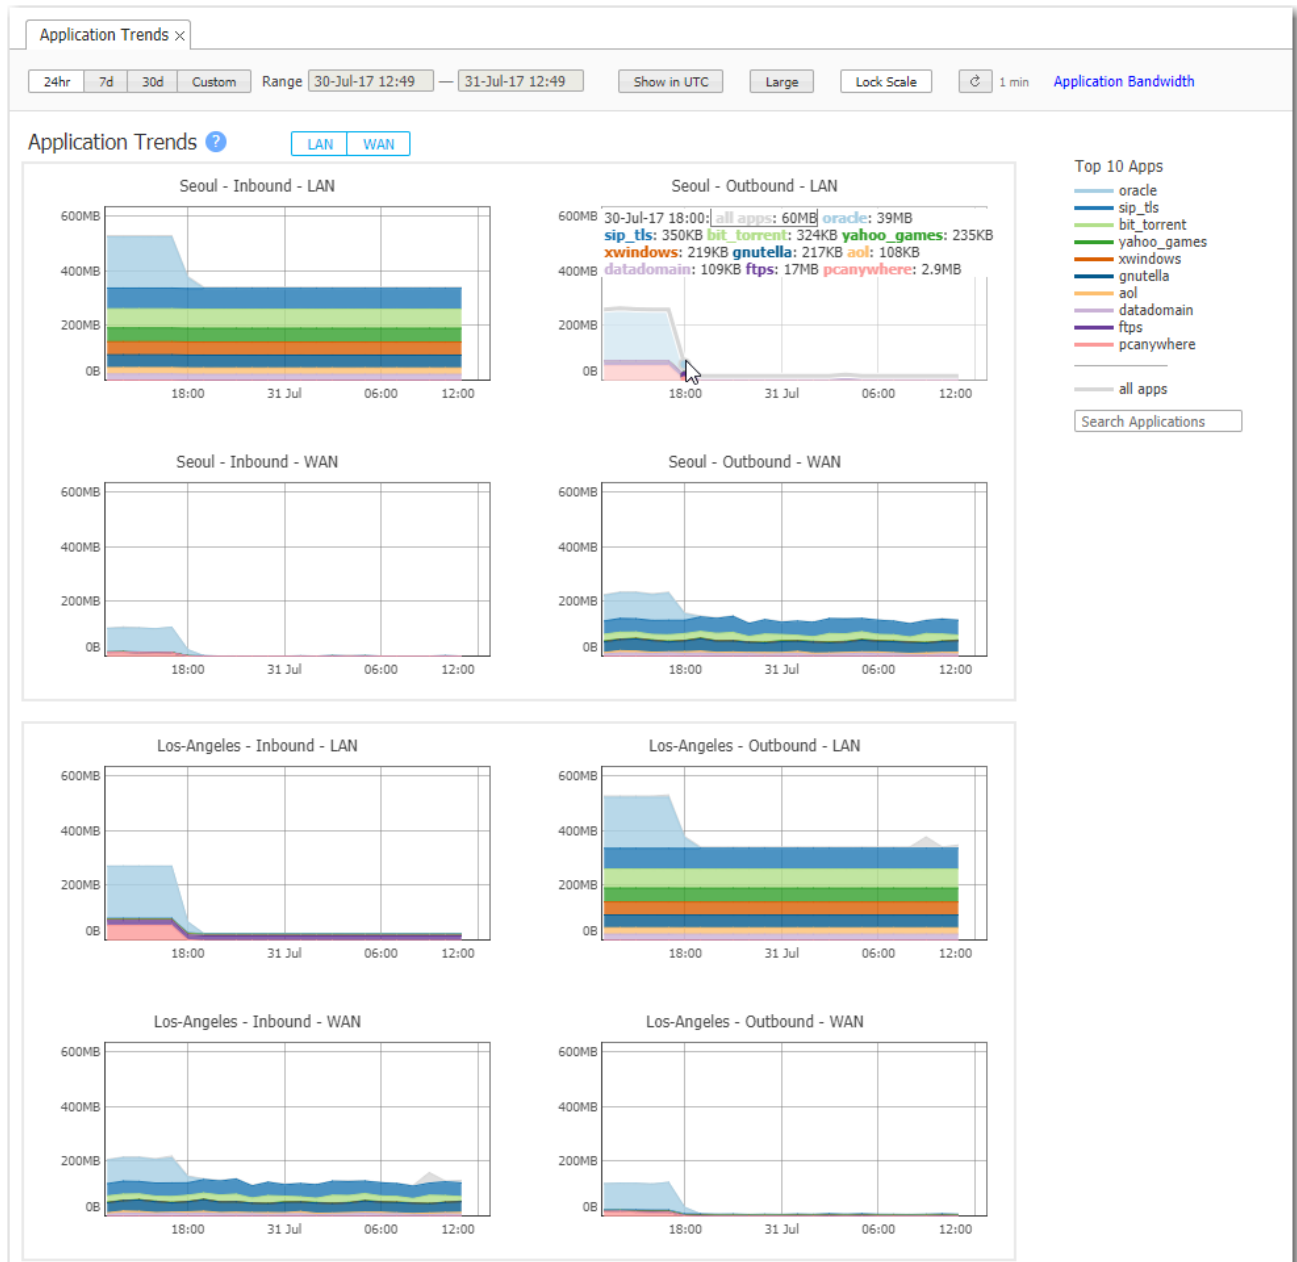 Application Trends ×
24hr 7d 30d Custom Range 30-Jul-17 12:49 — 31-Jul-17 12:49 Show in UTC Large Lock Scale 1 min Application Bandwidth
Application Trends ? LAN WAN
Seoul - Inbound - LAN
600MB
400MB
200MB
0B
18:00 31 Jul 06:00 12:00
Seoul - Outbound - LAN
600MB
400MB
200MB
0B
30-Jul-17 18:00: all apps: 60MB oracle: 39MB
sip_tls: 350KB bit_torrent: 324KB yahoo_games: 235KB
xwindows: 219KB gnutella: 217KB aol: 108KB
datadomain: 109KB ftps: 17MB pcanywhere: 2.9MB
18:00 31 Jul 06:00 12:00
Top 10 Apps
oracle
sip_tls
bit_torrent
yahoo_games
xwindows
gnutella
aol
datadomain
ftps
pcanywhere
all apps
Search Applications
Seoul - Inbound - WAN
600MB
400MB
200MB
0B
18:00 31 Jul 06:00 12:00
Seoul - Outbound - WAN
600MB
400MB
200MB
0B
18:00 31 Jul 06:00 12:00
Los-Angeles - Inbound - LAN
600MB
400MB
200MB
0B
18:00 31 Jul 06:00 12:00
Los-Angeles - Outbound - LAN
600MB
400MB
200MB
0B
18:00 31 Jul 06:00 12:00
Los-Angeles - Inbound - WAN
600MB
400MB
200MB
0B
18:00 31 Jul 06:00 12:00
Los-Angeles - Outbound - WAN
600MB
400MB
200MB
0B
18:00 31 Jul 06:00 12:00